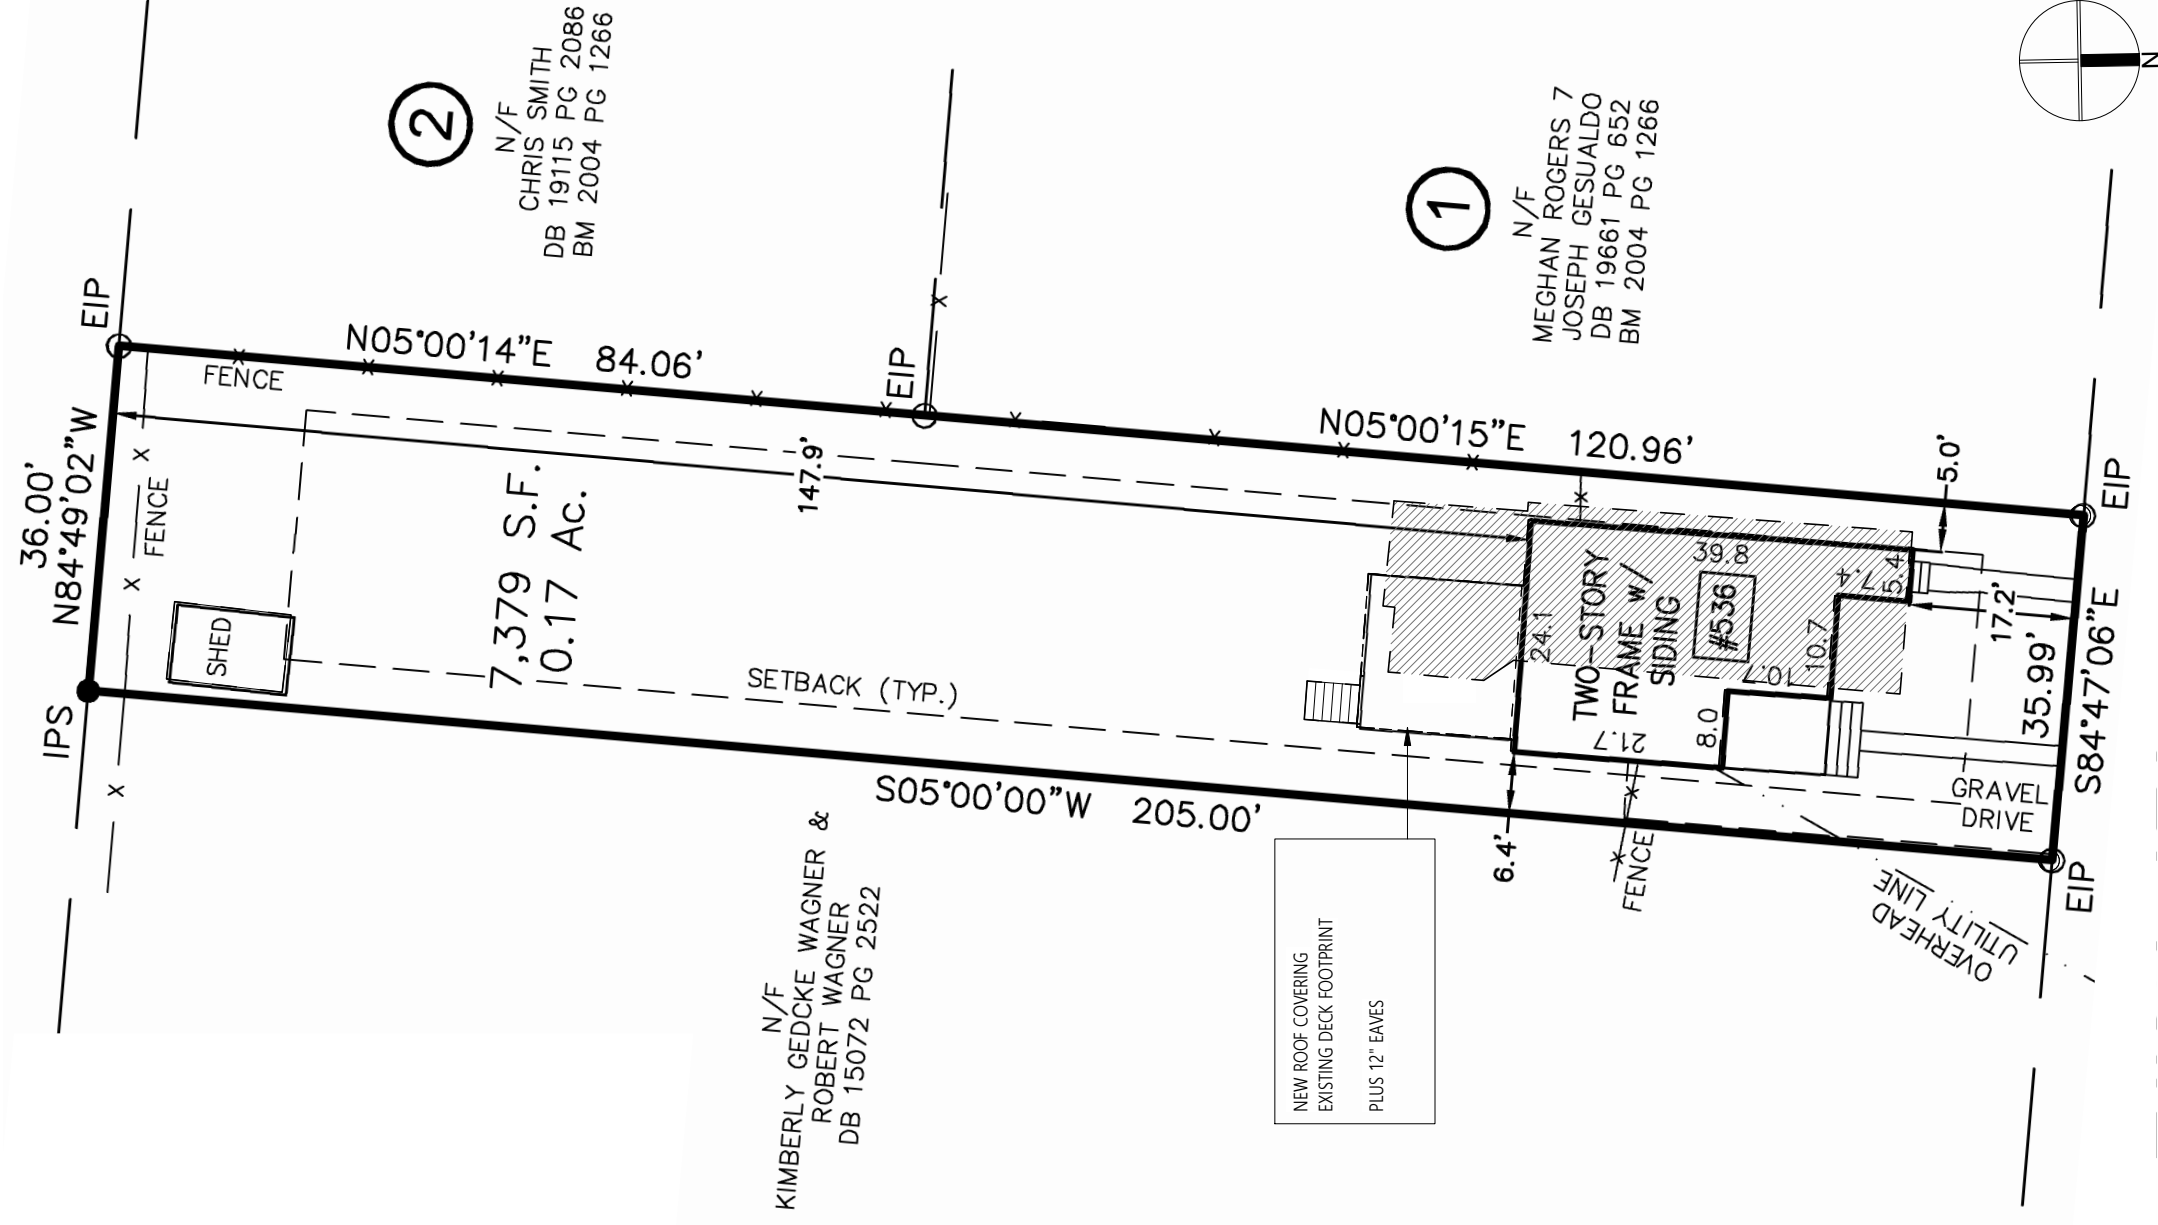 2
N/F
CHRIS SMITH
DB 19115 PG 2086
BM 2004 PG 1266
1
N/F
MEGHAN ROGERS 7
JOSEPH GESUALDO
DB 19661 PG 652
BM 2004 PG 1266
N
EIP
N05°00'14"E 84.06'
FENCE
EIP
N05°00'15"E 120.96'
5.0'
EIP
36.00'
N84°49'02"W
FENCE
147.9'
7,379 S.F.
0.17 Ac.
SHED
SETBACK (TYP.)
IPS
TWO-STORY
FRAME w/
SIDING
#536
39.8
7.4
5.4
24.1
10.7
10.7
21.7
8.0
17.2'
35.99'
S84°47'06"E
GRAVEL
DRIVE
S05°00'00"W 205.00'
6.4'
FENCE
EIP
OVERHEAD
UTILITY LINE
N/F
KIMBERLY GEDCKE WAGNER &
ROBERT WAGNER
DB 15072 PG 2522
NEW ROOF COVERING
EXISTING DECK FOOTPRINT
PLUS 12" EAVES